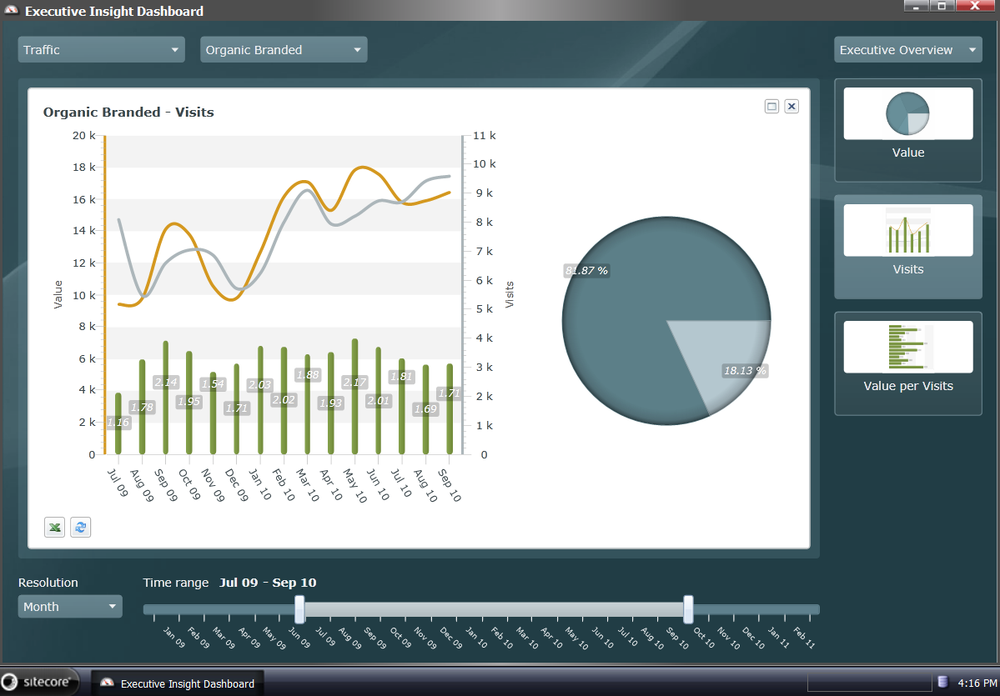 Executive Insight Dashboard
Traffic
Organic Branded
Executive Overview
Organic Branded - Visits
20 k
18 k
16 k
14 k
12 k
10 k
8 k
6 k
4 k
2 k
0
Value
11 k
10 k
9 k
8 k
7 k
6 k
5 k
4 k
3 k
2 k
1 k
0
Visits
1.16
1.78
2.14
1.95
1.54
1.71
2.03
2.02
1.88
1.93
2.17
2.01
1.81
1.69
1.71
Jul 09
Aug 09
Sep 09
Oct 09
Nov 09
Dec 09
Jan 10
Feb 10
Mar 10
Apr 10
May 10
Jun 10
Jul 10
Aug 10
Sep 10
81.87 %
18.13 %
Value
Visits
Value per Visits
Resolution
Month
Time range Jul 09 - Sep 10
Jan 09
Feb 09
Mar 09
Apr 09
May 09
Jun 09
Jul 09
Aug 09
Sep 09
Oct 09
Nov 09
Dec 09
Jan 10
Feb 10
Mar 10
Apr 10
May 10
Jun 10
Jul 10
Aug 10
Sep 10
Oct 10
Nov 10
Dec 10
Jan 11
Feb 11
sitecore
Executive Insight Dashboard
4:16 PM